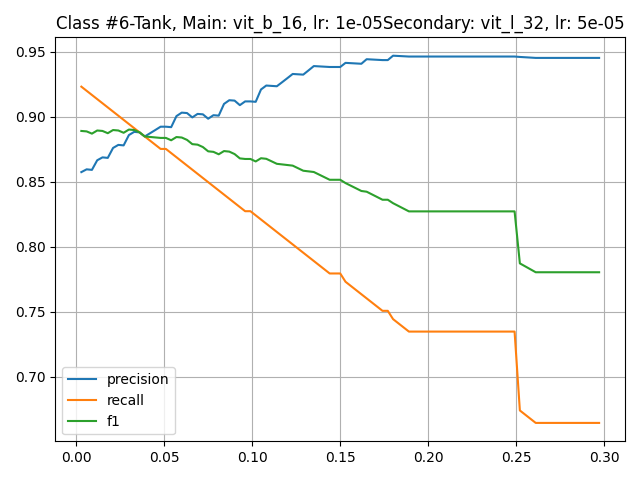 Class #6-Tank, Main: vit_b_16, lr: 1e-05Secondary: vit_l_32, lr: 5e-05
0.95
0.90
0.85
0.80
0.75
0.70
precision
recall
f1
0.00 0.05 0.10 0.15 0.20 0.25 0.30